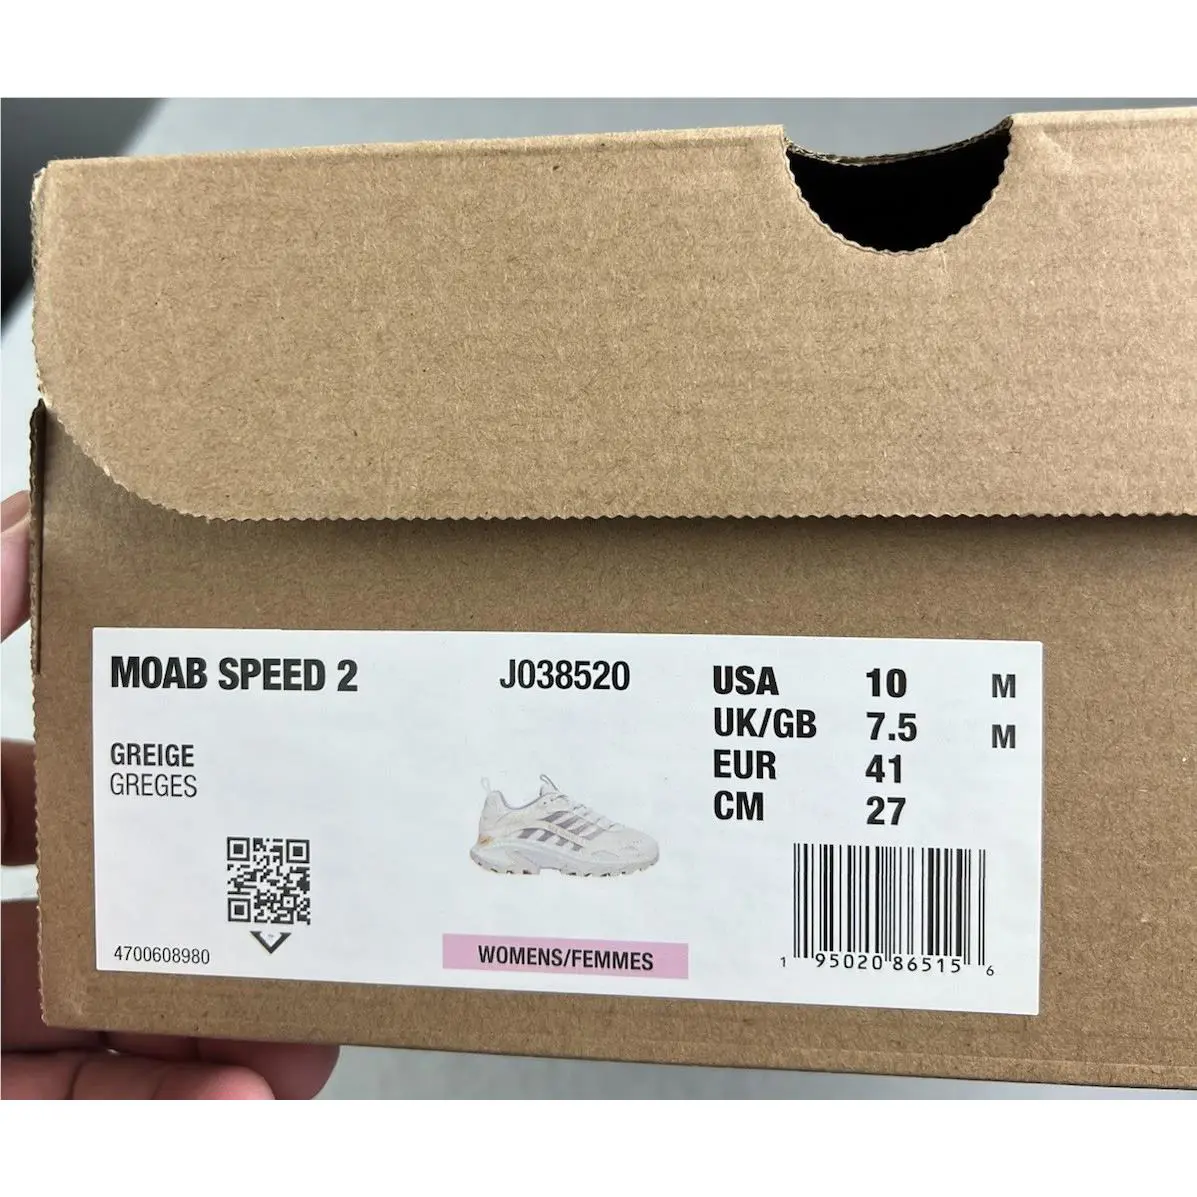 MOAB SPEED 2
J038520
GREIGE
GREGES
USA 10 M
UK/GB 7.5 M
EUR 41
CM 27
4700608980
WOMENS/FEMMES
1 95020 86515 6